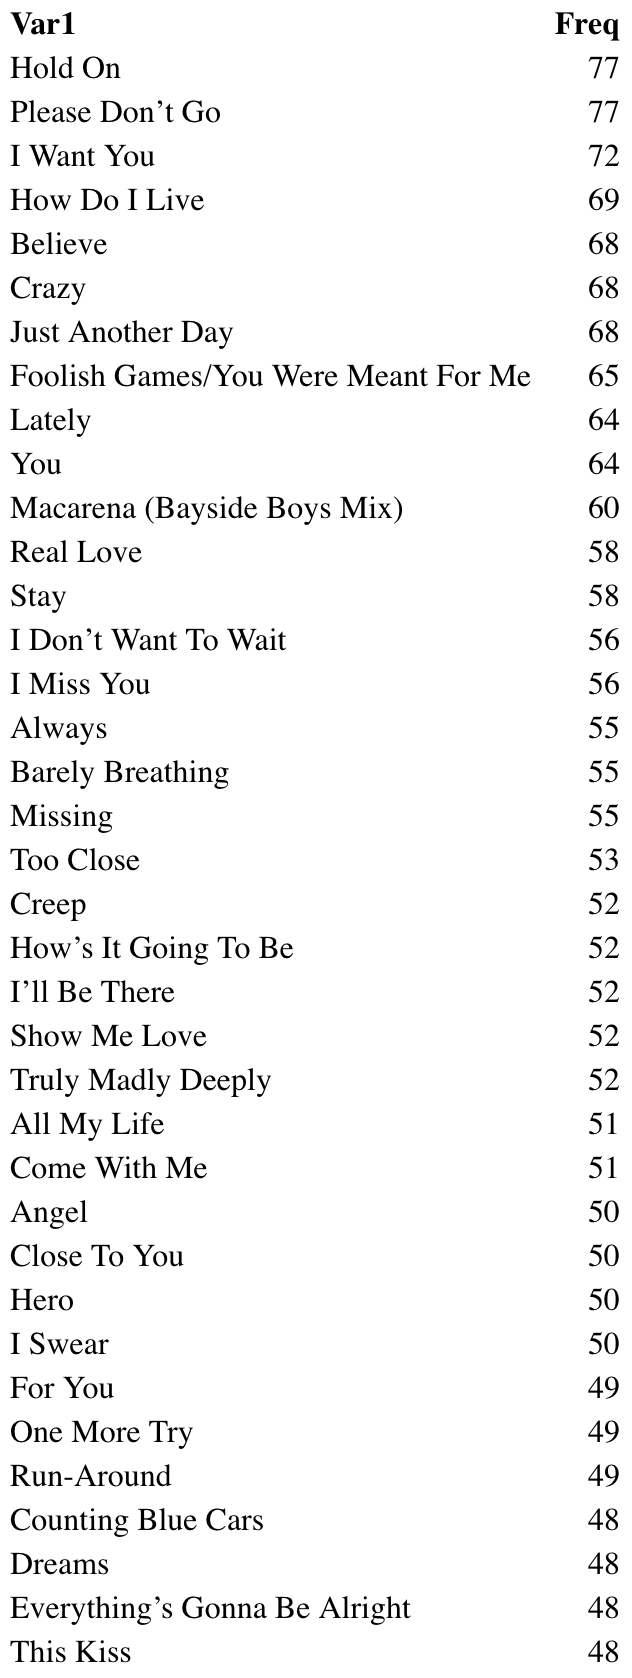 Var1 Freq
Hold On 77
Please Don’t Go 77
I Want You 72
How Do I Live 69
Believe 68
Crazy 68
Just Another Day 68
Foolish Games/You Were Meant For Me 65
Lately 64
You 64
Macarena (Bayside Boys Mix) 60
Real Love 58
Stay 58
I Don’t Want To Wait 56
I Miss You 56
Always 55
Barely Breathing 55
Missing 55
Too Close 53
Creep 52
How’s It Going To Be 52
I’ll Be There 52
Show Me Love 52
Truly Madly Deeply 52
All My Life 51
Come With Me 51
Angel 50
Close To You 50
Hero 50
I Swear 50
For You 49
One More Try 49
Run-Around 49
Counting Blue Cars 48
Dreams 48
Everything’s Gonna Be Alright 48
This Kiss 48